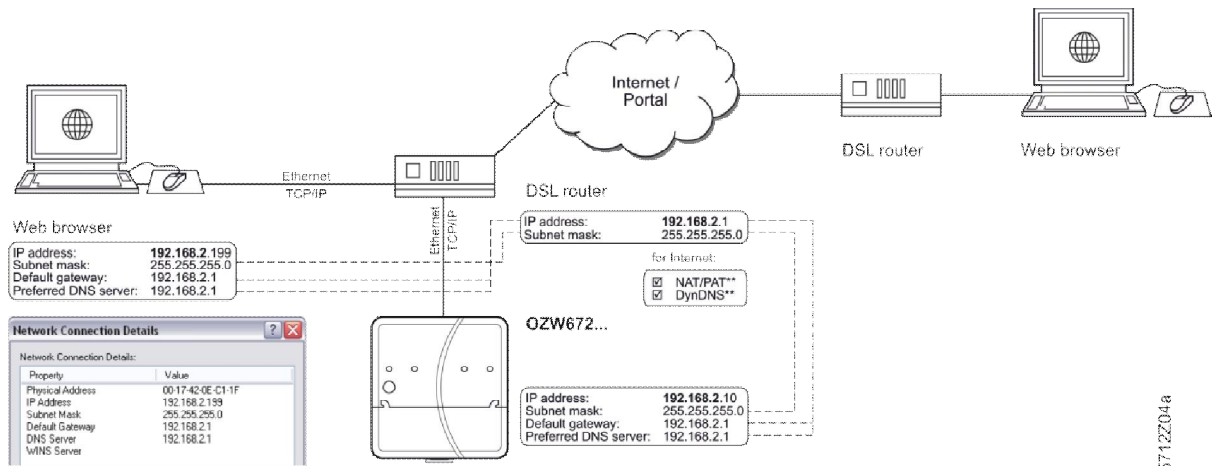 Internet /
Portal
DSL router
Web browser
Ethernet
TCP/IP
DSL router
Web browser
Ethernet
TCP/IP
IP address: 192.168.2.1
Subnet mask: 255.255.255.0
IP address: 192.168.2.199
Subnet mask: 255.255.255.0
Default gateway: 192.168.2.1
Preferred DNS server: 192.168.2.1
for Internet:
NAT/PAT**
DynDNS**
OZW672...
Network Connection Details
Network Connection Details:
Property Value
Physical Address 00-17-42-0E-C1-1F
IP Address 192.168.2.199
Subnet Mask 255.255.255.0
Default Gateway 192.168.2.1
DNS Server 192.168.2.1
WINS Server
IP address: 192.168.2.10
Subnet mask: 255.255.255.0
Default gateway: 192.168.2.1
Preferred DNS server: 192.168.2.1